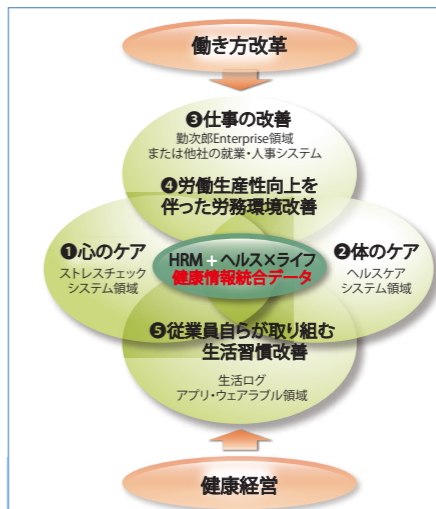 働き方改革
❸仕事の改善
勤次郎Enterprise領域
または他社の就業・人事システム
❹労働生産性向上を
伴った労務環境改善
❶心のケア
ストレスチェック
システム領域
HRM + ヘルス×ライフ
健康情報統合データ
❷体のケア
ヘルスケア
システム領域
❺従業員自らが取り組む
生活習慣改善
生活ログ
アプリ・ウェアラブル領域
健康経営